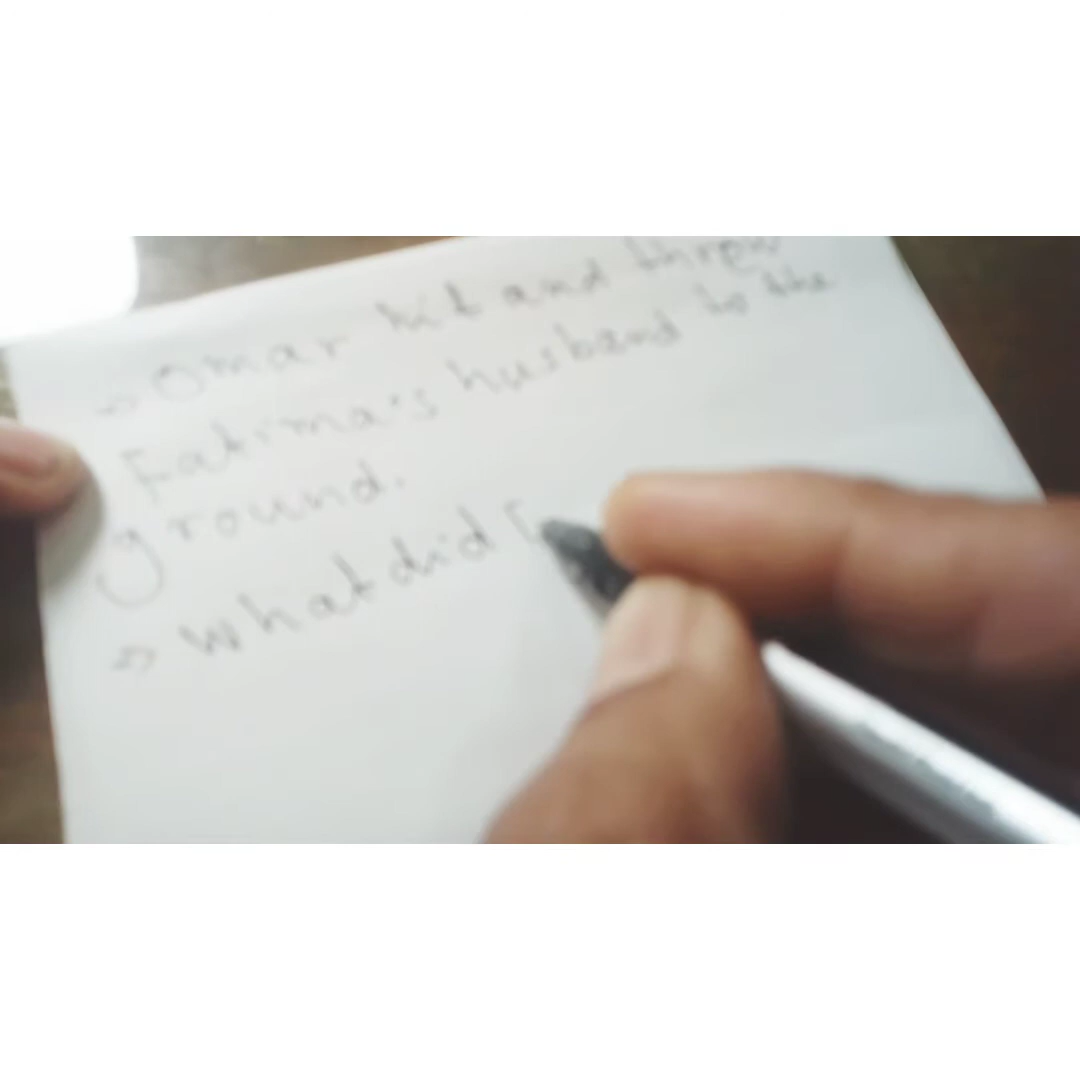 → Omar hit and threw
Fatima's husband to the
ground.
→ What did F